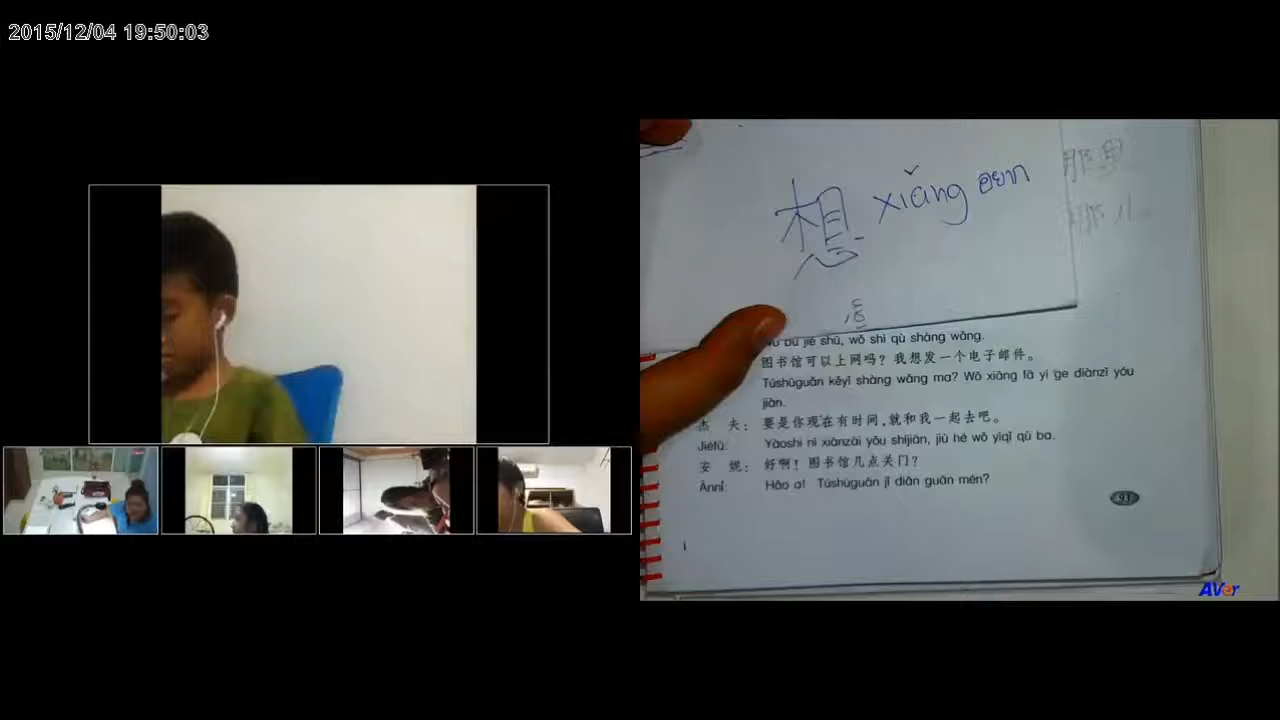 2015/12/04 19:50:03
想 xiǎng อยาก
那里
那儿
bù jié shù, wǒ shì qù shàng wǎng.
图书馆可以上网吗？我想发一个电子邮件。
Túshūguǎn kěyǐ shàng wǎng ma? Wǒ xiǎng fā yí ge diànzǐ yóu
jiàn.
杰 夫：要是你现在有时间，就和我一起去吧。
Jiéfū: Yàoshi nǐ xiànzài yǒu shíjiān, jiù hé wǒ yìqǐ qù ba.
安 妮：好啊！图书馆几点关门？
Ānnī: Hǎo a! Túshūguǎn jǐ diǎn guān mén?
93
AVer